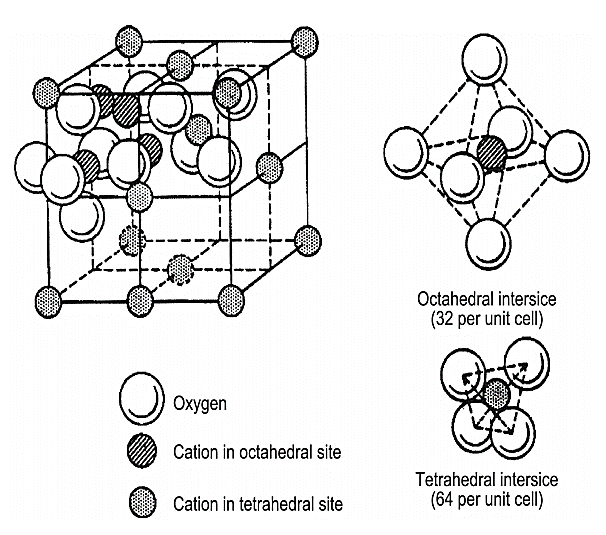 Octahedral intersice
(32 per unit cell)
Oxygen
Cation in octahedral site
Cation in tetrahedral site
Tetrahedral intersice
(64 per unit cell)